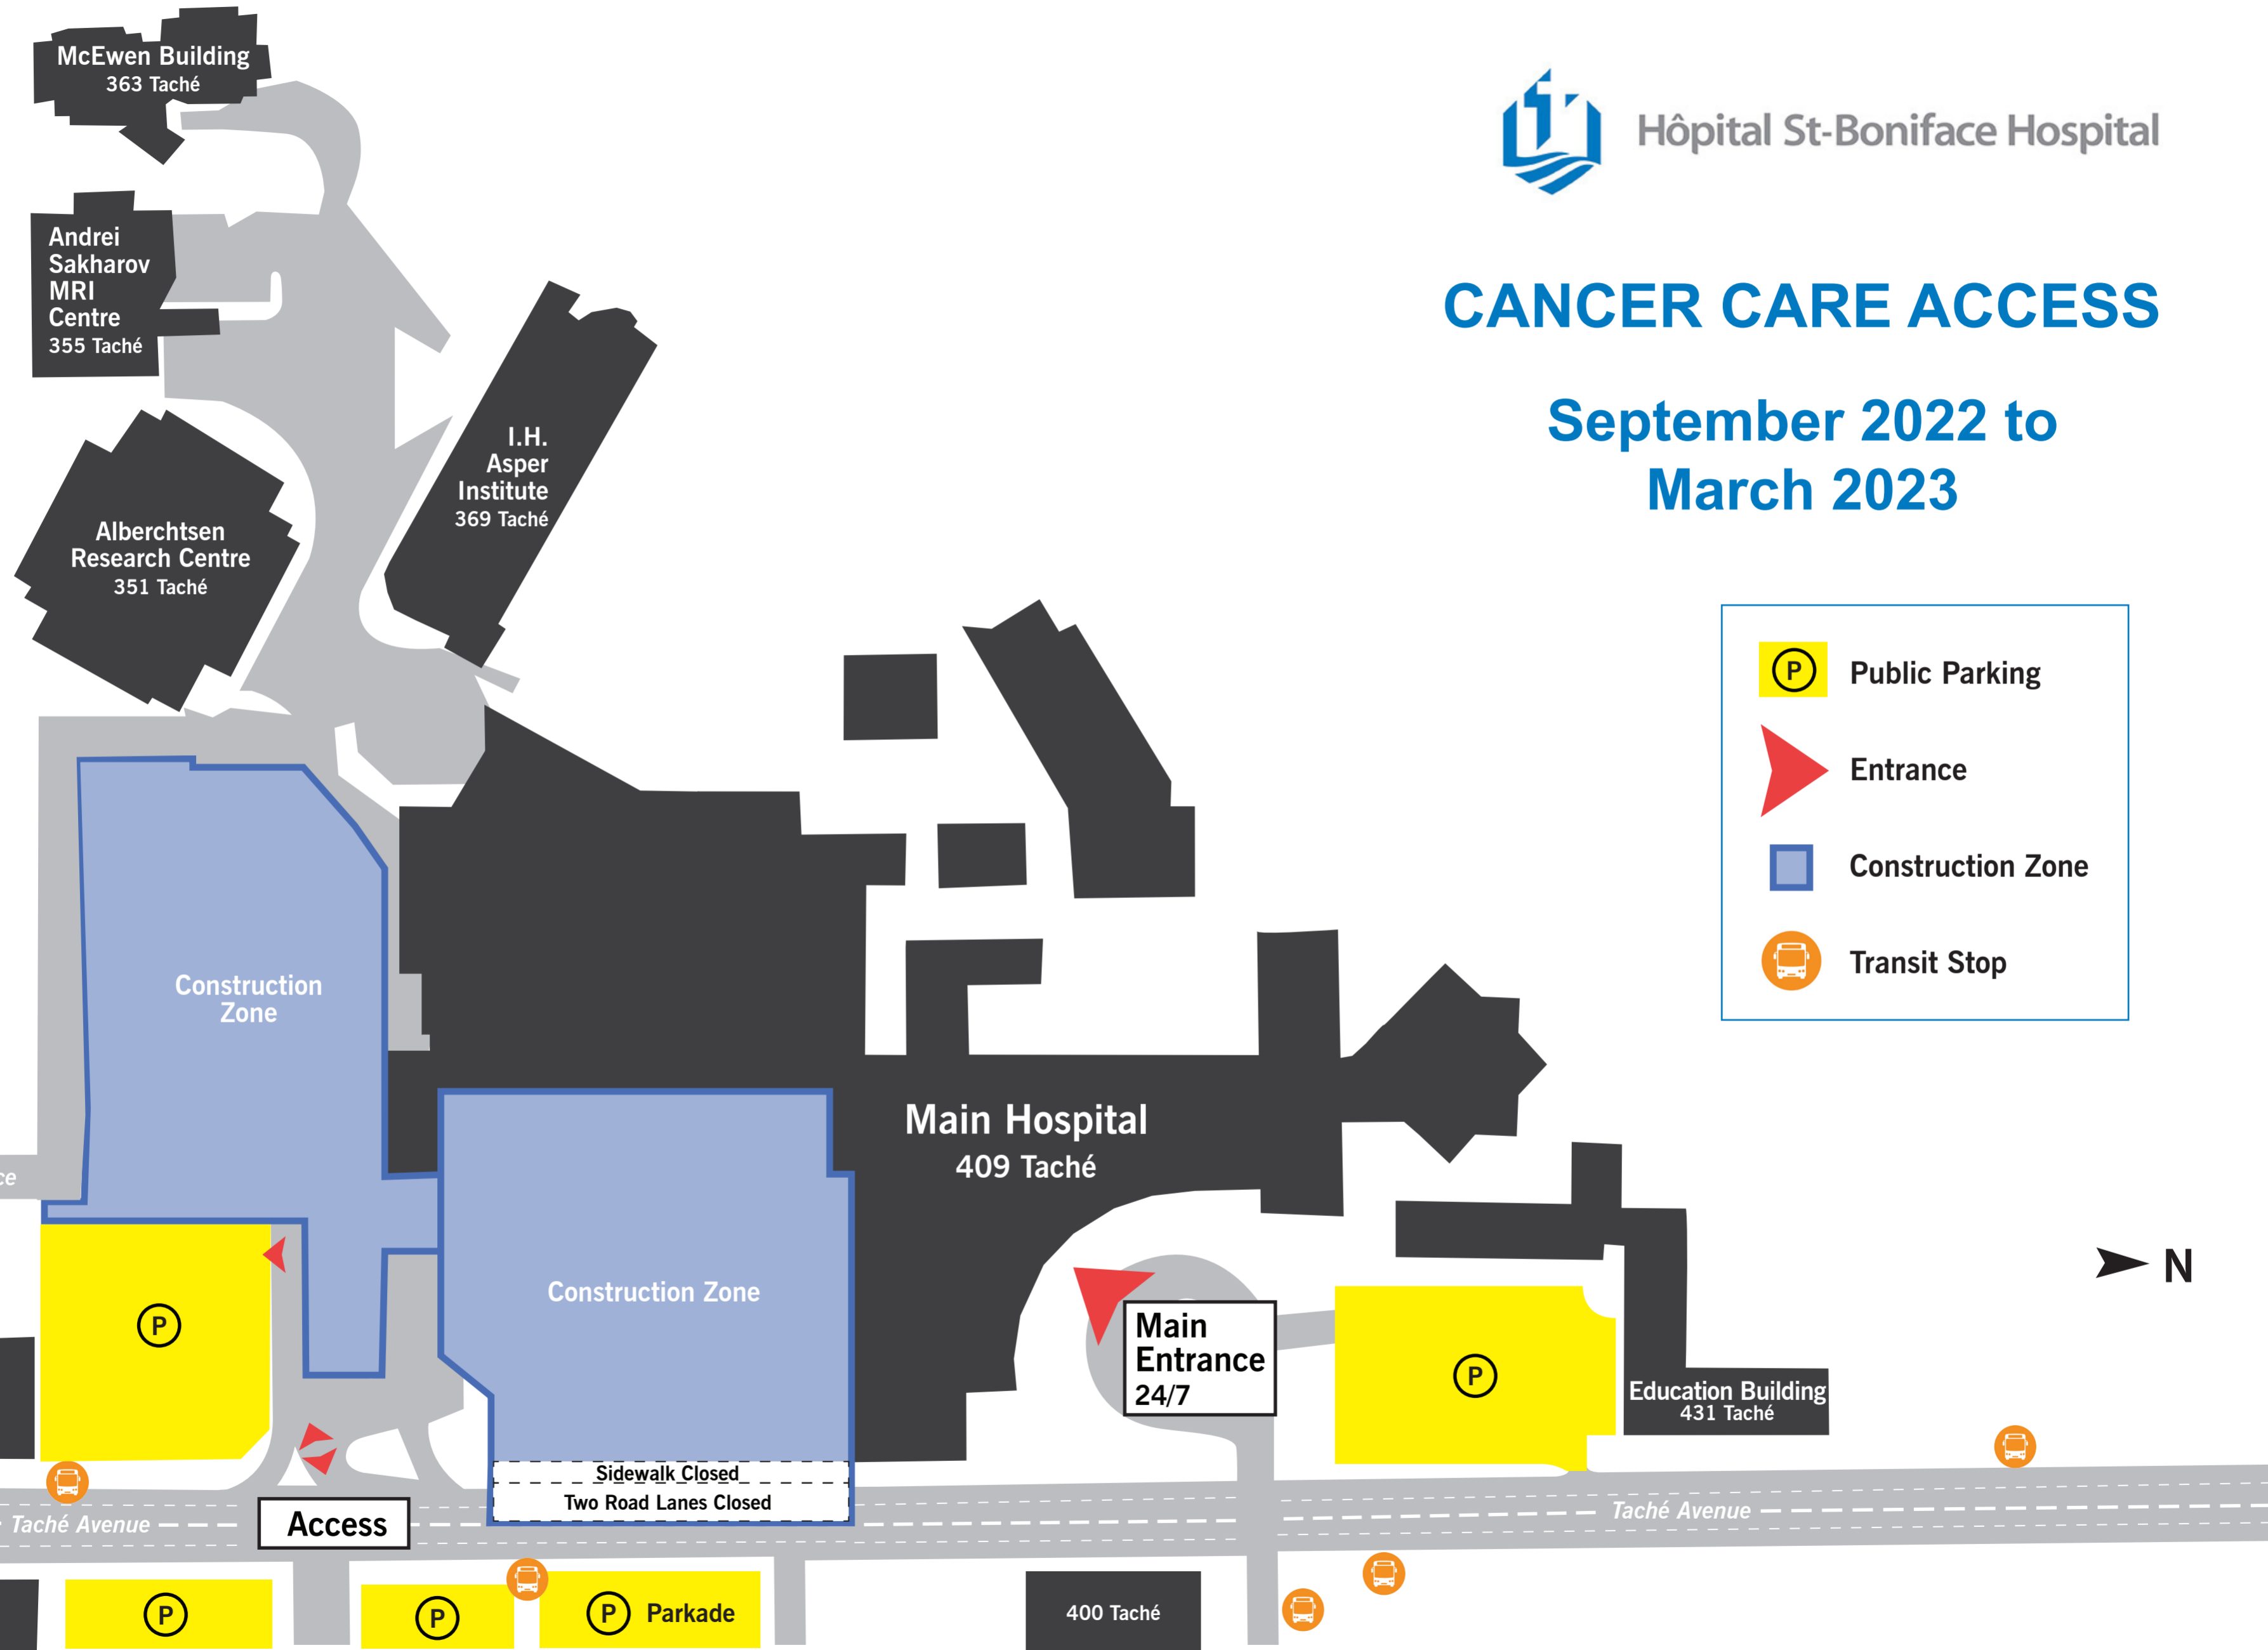 McEwen Building
363 Taché
Hôpital St-Boniface Hospital
Andrei
Sakharov
MRI
Centre
355 Taché
CANCER CARE ACCESS
September 2022 to
March 2023
I.H.
Asper
Institute
369 Taché
Alberchtsen
Research Centre
351 Taché
P Public Parking
Entrance
Construction Zone
Transit Stop
Construction
Zone
Main Hospital
409 Taché
Construction Zone
N
P
Main
Entrance
24/7
P
Education Building
431 Taché
Sidewalk Closed
Two Road Lanes Closed
Taché Avenue
Access
Taché Avenue
P
P
P Parkade
400 Taché